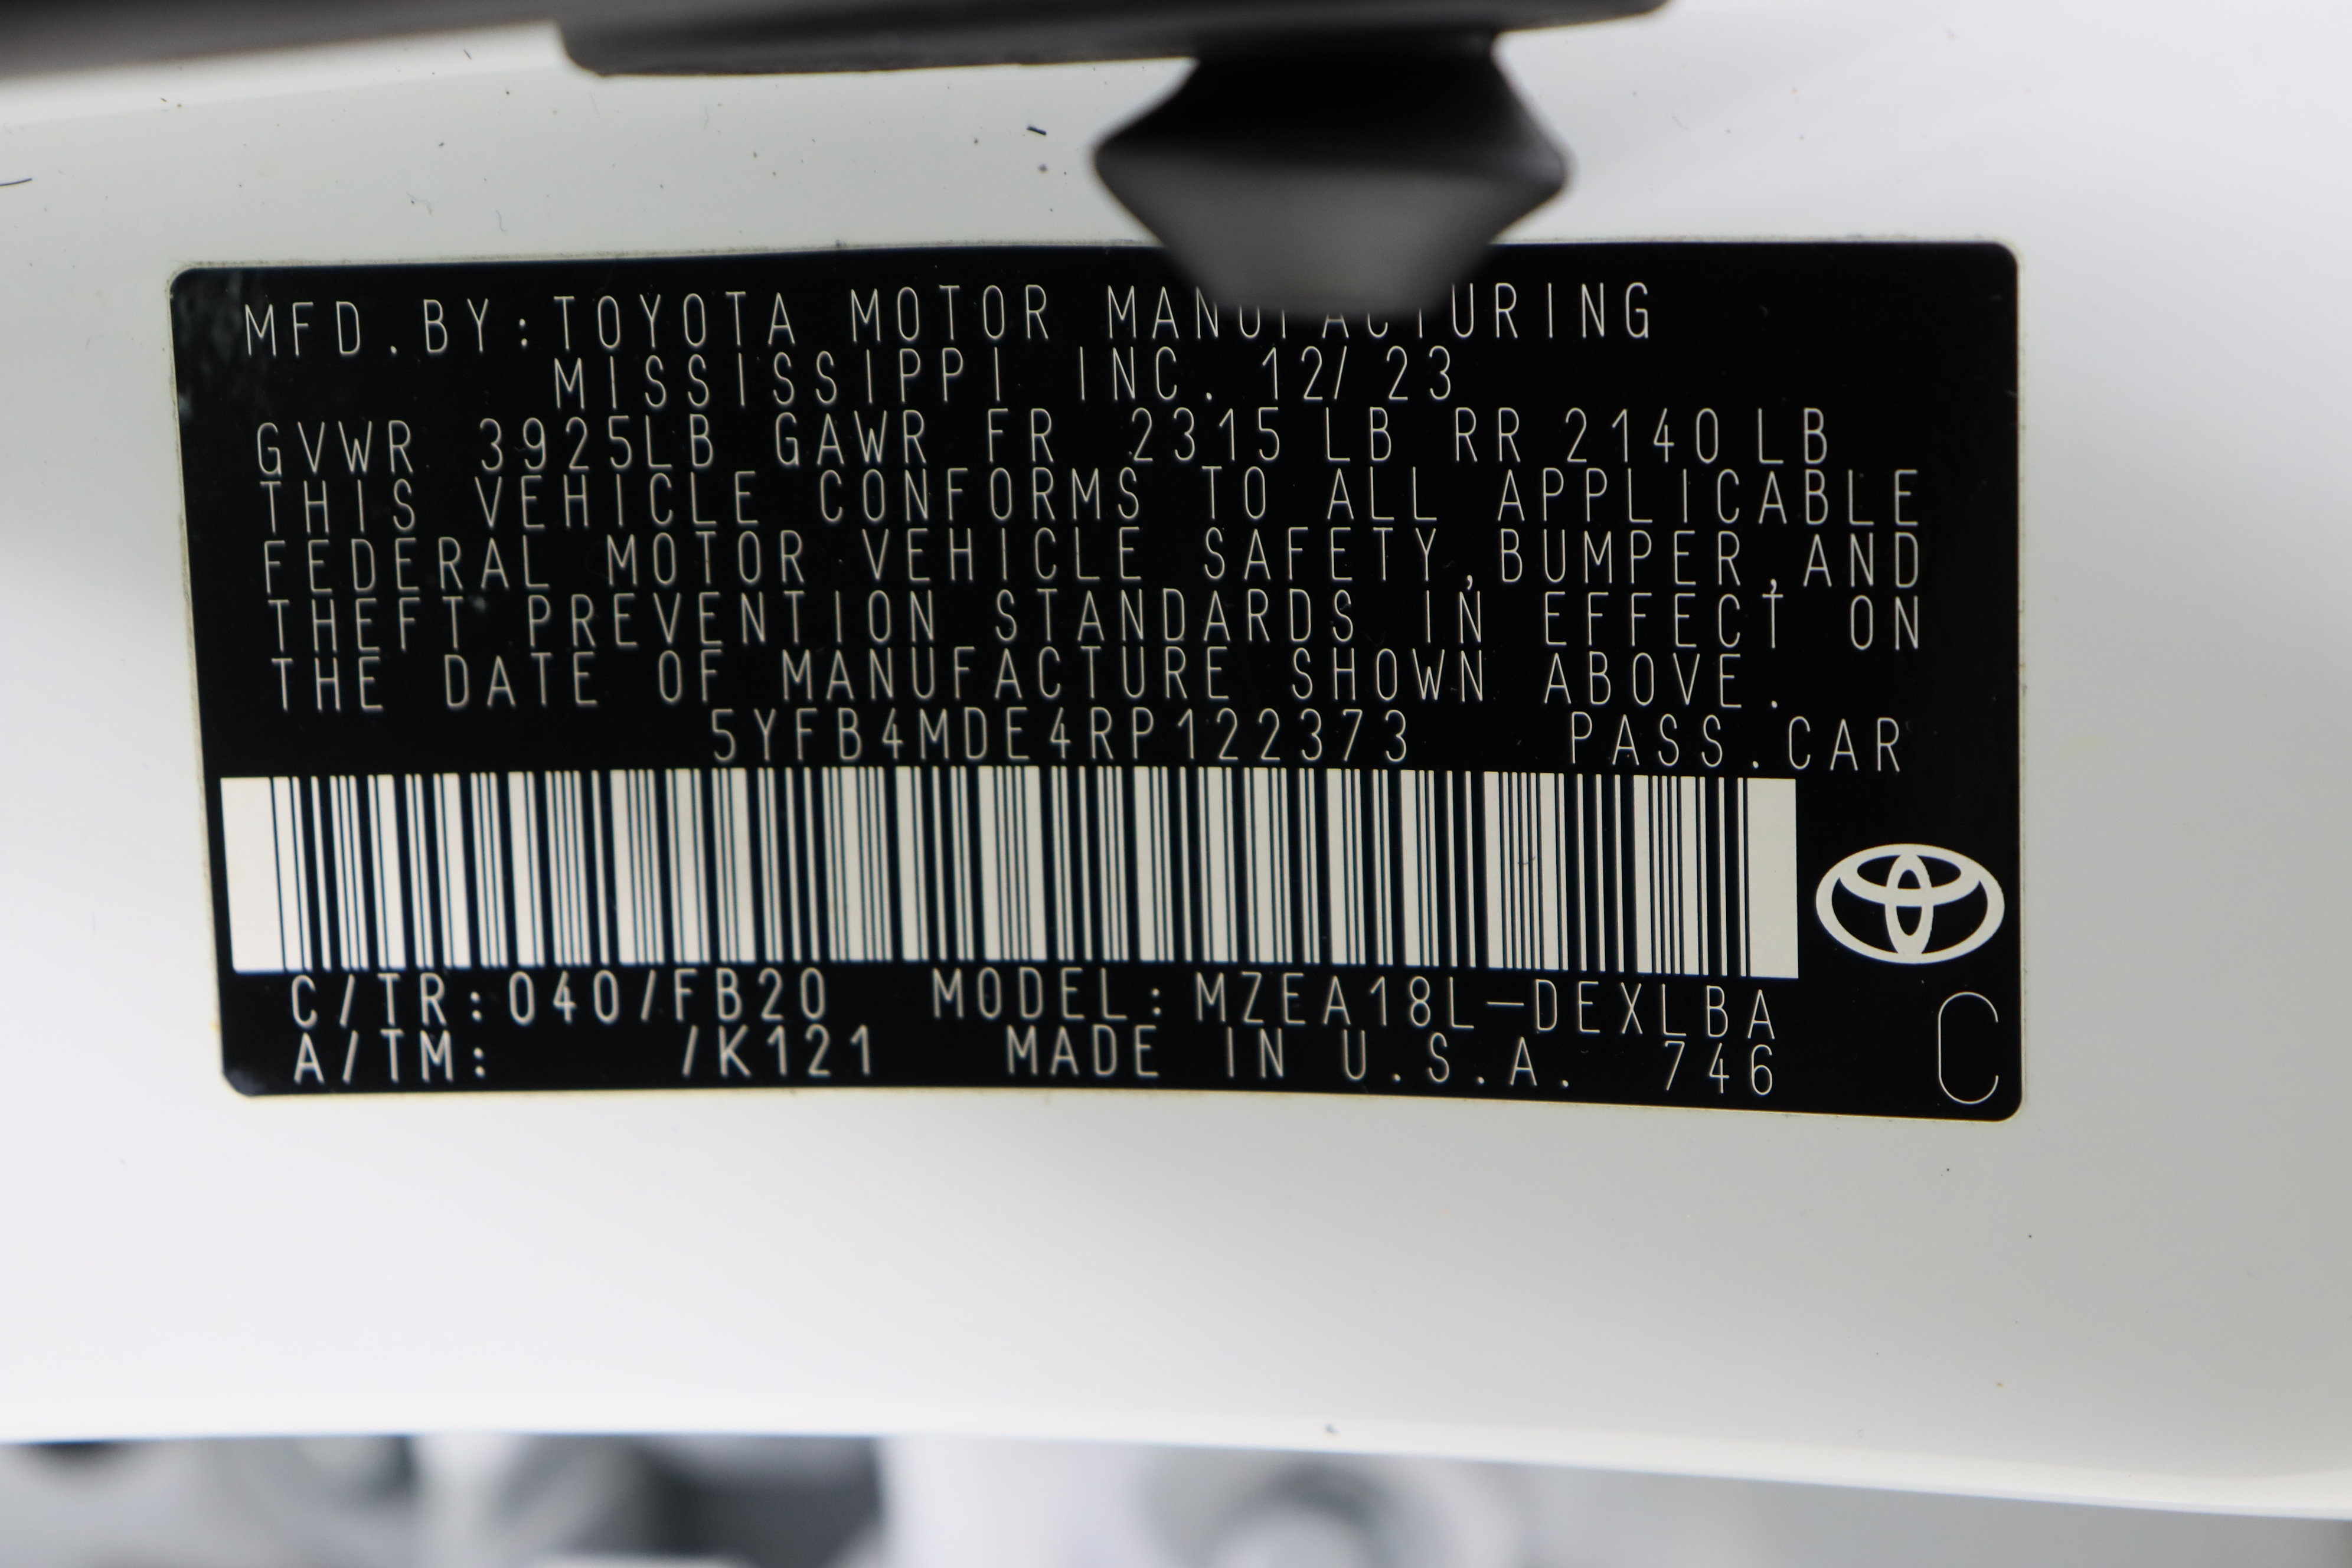 MFD.BY:TOYOTA MOTOR MANUFACTURING
MISSISSIPPI INC. 12/23
GVWR 3925LB GAWR FR 2315 LB RR 2140 LB
THIS VEHICLE CONFORMS TO ALL APPLICABLE
FEDERAL MOTOR VEHICLE SAFETY,BUMPER,AND
THEFT PREVENTION STANDARDS IN EFFECT ON
THE DATE OF MANUFACTURE SHOWN ABOVE.
5YFB4MDE4RP122373 PASS.CAR
C/TR:040/FB20 MODEL:MZEA18L-DEXLBA
A/TM: /K121 MADE IN U.S.A. 746
C